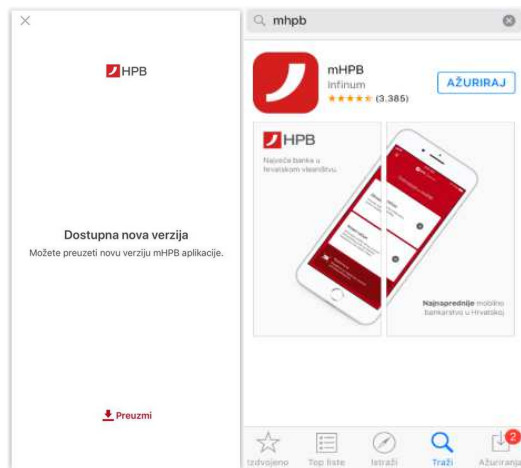 HPB
Dostupna nova verzija
Možete preuzeti novu verziju mHPB aplikacije.
Preuzmi
mhpb
mHPB
Infinum
(3.385)
AŽURIRAJ
HPB
Najveća banka u
hrvatskom vlasništvu.
Najnaprednije mobilno
bankarstvo u Hrvatskoj
2
Izdvojeno Top liste Istraži Traži Ažuriranja